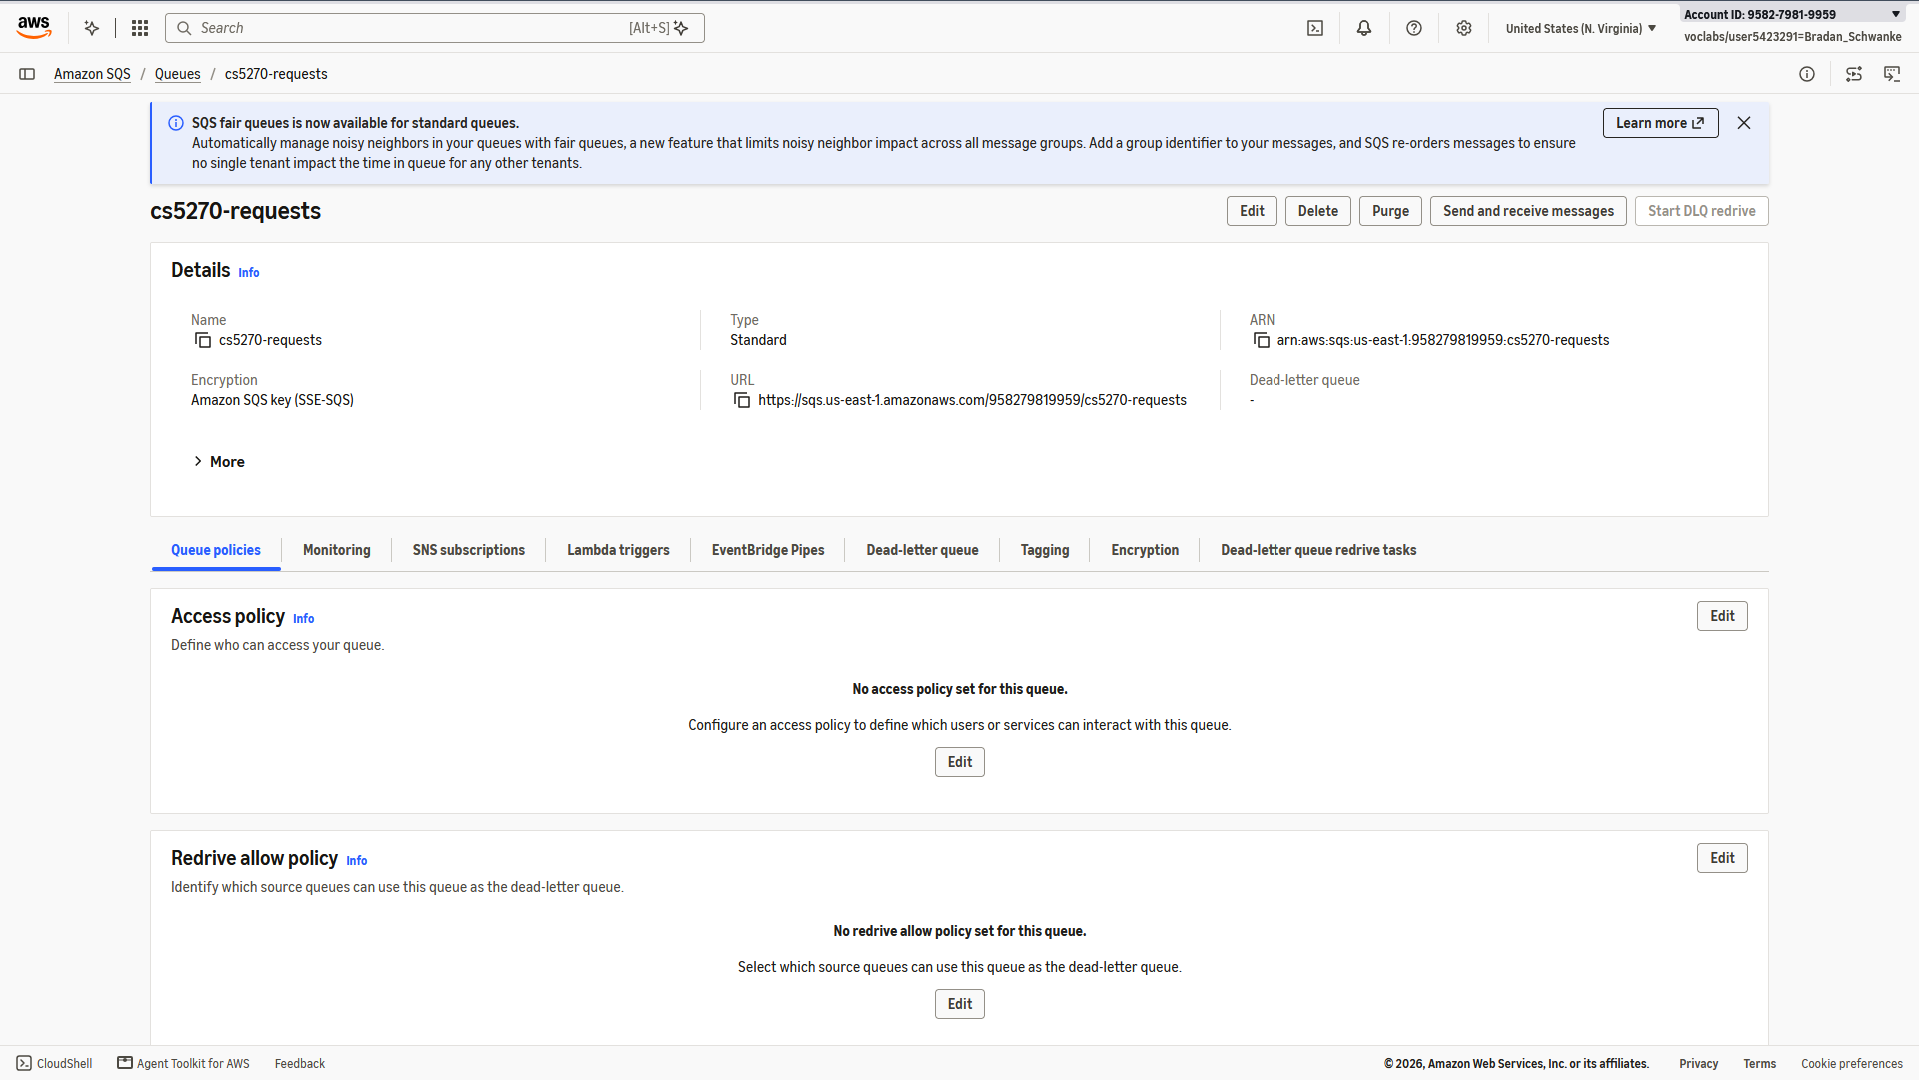 aws
Search [Alt+S]
United States (N. Virginia)
Account ID: 9582-7981-9959
voclabs/user5423291=Bradan_Schwanke
Amazon SQS / Queues / cs5270-requests
SQS fair queues is now available for standard queues.
Automatically manage noisy neighbors in your queues with fair queues, a new feature that limits noisy neighbor impact across all message groups. Add a group identifier to your messages, and SQS re-orders messages to ensure
no single tenant impact the time in queue for any other tenants.
Learn more
cs5270-requests
Edit Delete Purge Send and receive messages Start DLQ redrive
Details Info
Name Type ARN
cs5270-requests Standard arn:aws:sqs:us-east-1:958279819959:cs5270-requests
Encryption URL Dead-letter queue
Amazon SQS key (SSE-SQS) https://sqs.us-east-1.amazonaws.com/958279819959/cs5270-requests -
More
Queue policies Monitoring SNS subscriptions Lambda triggers EventBridge Pipes Dead-letter queue Tagging Encryption Dead-letter queue redrive tasks
Access policy Info Edit
Define who can access your queue.
No access policy set for this queue.
Configure an access policy to define which users or services can interact with this queue.
Edit
Redrive allow policy Info Edit
Identify which source queues can use this queue as the dead-letter queue.
No redrive allow policy set for this queue.
Select which source queues can use this queue as the dead-letter queue.
Edit
CloudShell Agent Toolkit for AWS Feedback © 2026, Amazon Web Services, Inc. or its affiliates. Privacy Terms Cookie preferences